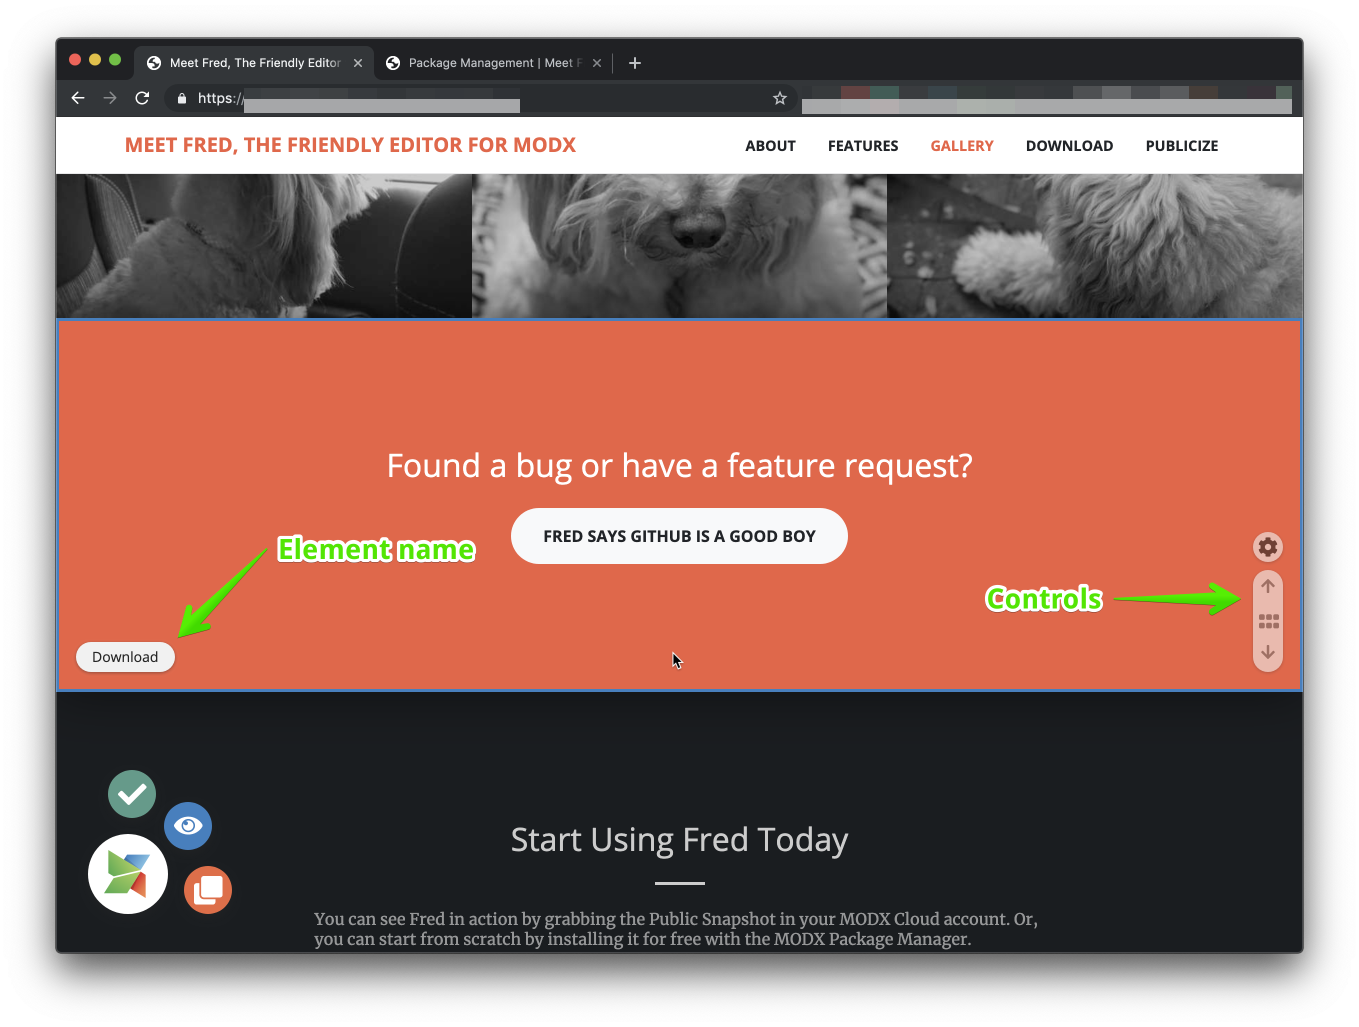 Meet Fred, The Friendly Editor
Package Management | Meet F
https://
MEET FRED, THE FRIENDLY EDITOR FOR MODX
ABOUT FEATURES GALLERY DOWNLOAD PUBLICIZE
Found a bug or have a feature request?
FRED SAYS GITHUB IS A GOOD BOY
Element name
Controls
Download
Start Using Fred Today
You can see Fred in action by grabbing the Public Snapshot in your MODX Cloud account. Or,
you can start from scratch by installing it for free with the MODX Package Manager.